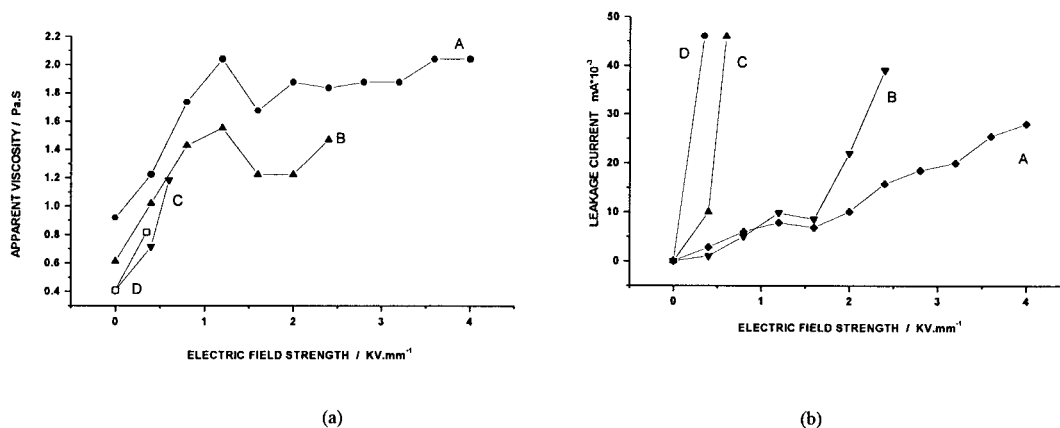 (a)
APPARENT VISCOSITY / Pa.S
2.2
2.0
1.8
1.6
1.4
1.2
1.0
0.8
0.6
0.4
0
1
2
3
4
A
B
C
D
ELECTRIC FIELD STRENGTH / KV.mm⁻¹
(a)
(b)
LEAKAGE CURRENT mA*10⁻³
50
40
30
20
10
0
0
1
2
3
4
D
C
B
A
ELECTRIC FIELD STRENGTH / KV.mm⁻¹
(b)